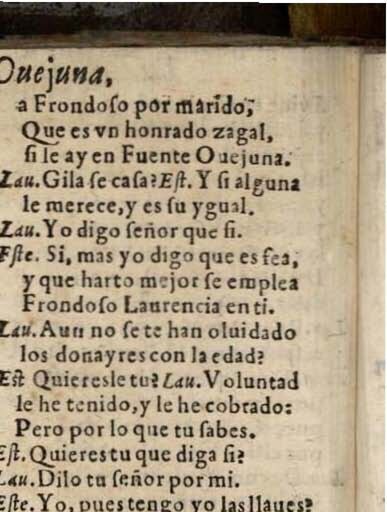 Ouejuna,
a Frondoſo por marido,
Que es vn honrado zagal,
ſi le ay en Fuente Ouejuna.
Lau. Gila ſe caſa? Eſt. Y ſi alguna
le merece, y es ſu ygual.
Lau. Yo digo ſeñor que ſi.
Eſte. Si, mas yo digo que es fea,
y que harto mejor ſe emplea
Frondoſo Laurencia en ti.
Lau. Aun no ſe te han oluidado
los donayres con la edad?
Eſt Quieresle tu? Lau. Voluntad
le he tenido, y le he cobrado:
Pero por lo que tu ſabes.
Eſt. Quieres tu que diga ſi?
Lau. Dilo tu ſeñor por mi.
Eſte. Yo, pues tengo yo las llaues?